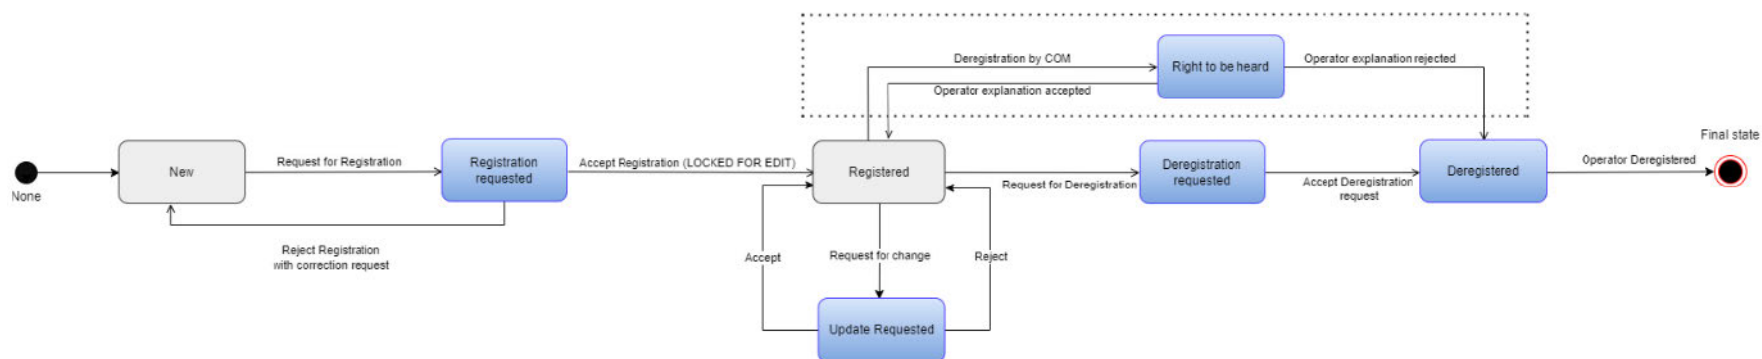 Deregistration by COM
Right to be heard
Operator explanation rejected
Operator explanation accepted
Final state
None
New
Request for Registration
Registration
requested
Accept Registration (LOCKED FOR EDIT)
Registered
Request for Deregistration
Deregistration
requested
Accept Deregistration
request
Deregistered
Operator Deregistered
Reject Registration
with correction request
Accept
Request for change
Reject
Update Requested